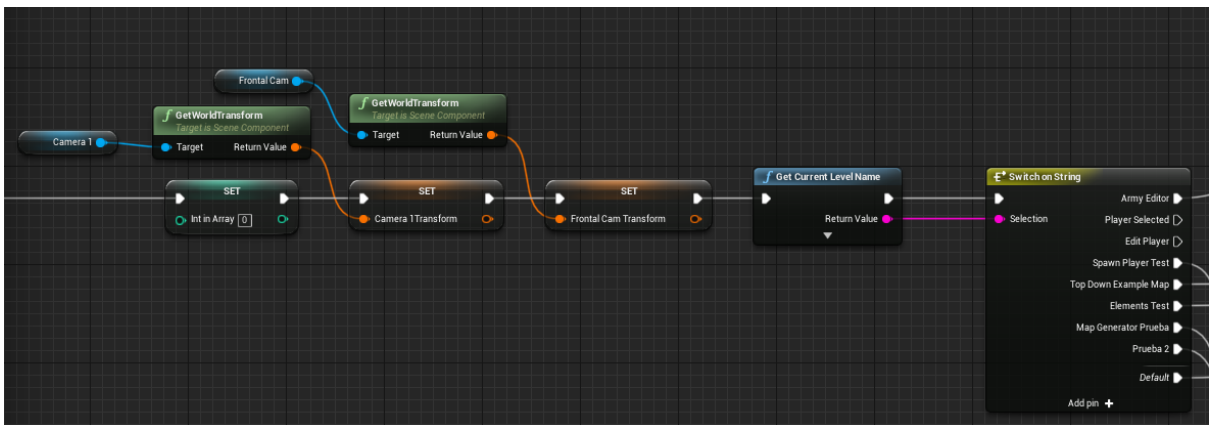 Frontal Cam
GetWorldTransform
Target is Scene Component
Target Return Value
GetWorldTransform
Target is Scene Component
Target Return Value
Camera 1
SET
Int in Array 0
SET
Camera 1Transform
SET
Frontal Cam Transform
Get Current Level Name
Return Value
Switch on String
Selection
Army Editor
Player Selected
Edit Player
Spawn Player Test
Top Down Example Map
Elements Test
Map Generator Prueba
Prueba 2
Default
Add pin +